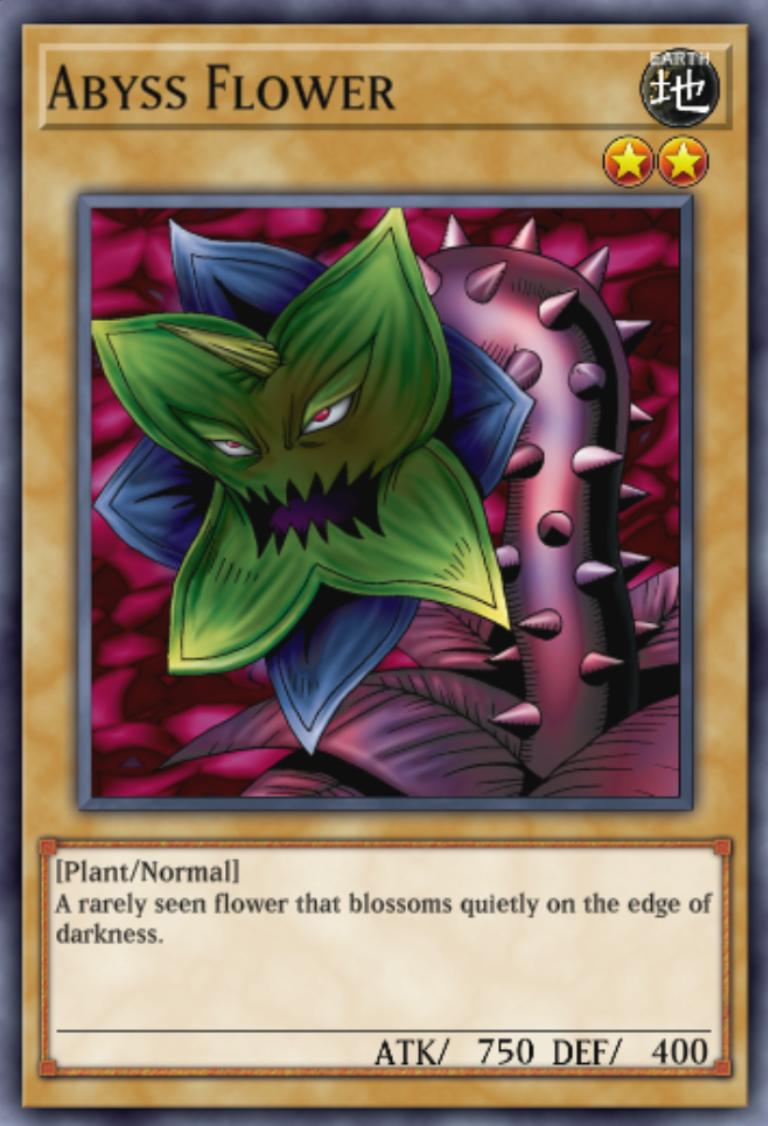 ABYSS FLOWER
EARTH
地
[Plant/Normal]
A rarely seen flower that blossoms quietly on the edge of
darkness.
ATK/ 750 DEF/ 400